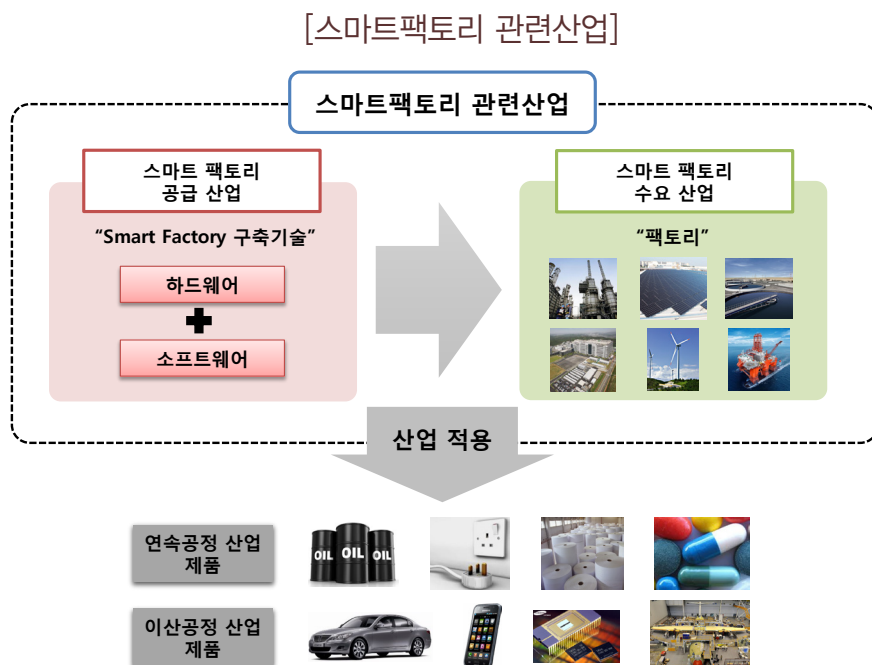 [스마트팩토리 관련산업]
스마트팩토리 관련산업
스마트 팩토리
공급 산업
“Smart Factory 구축기술”
하드웨어
소프트웨어
스마트 팩토리
수요 산업
“팩토리”
산업 적용
연속공정 산업
제품
OIL
OIL
OIL
이산공정 산업
제품